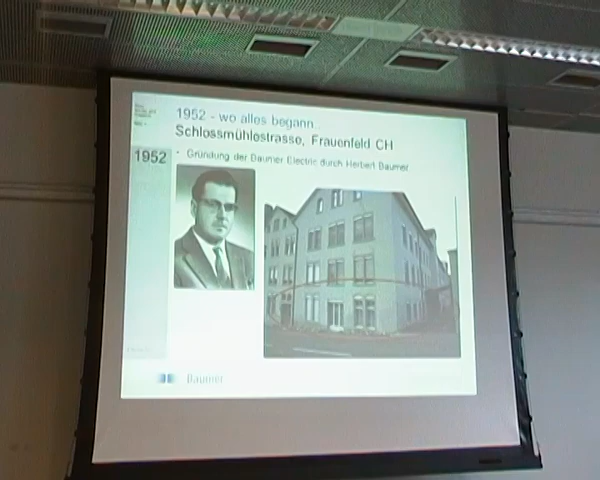 1952 - wo alles begann
Schlossmühlestrasse, Frauenfeld CH
1952
• Gründung der Baumer Electric durch Herbert Baumer
Baumer